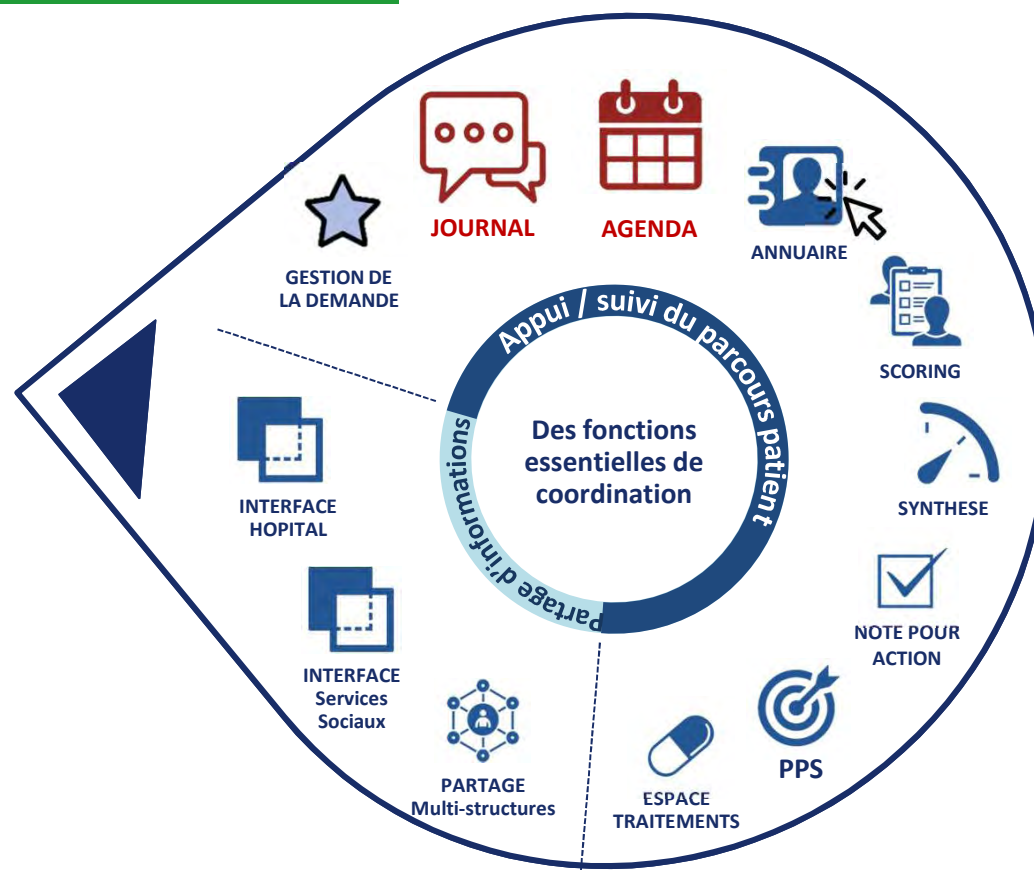 JOURNAL
AGENDA
ANNUAIRE
GESTION DE
LA DEMANDE
SCORING
SYNTHESE
NOTE POUR
ACTION
PPS
ESPACE
TRAITEMENTS
PARTAGE
Multi-structures
INTERFACE
Services
Sociaux
INTERFACE
HOPITAL
Appui / suivi du parcours patient
Partage d'informations
Des fonctions
essentielles de
coordination